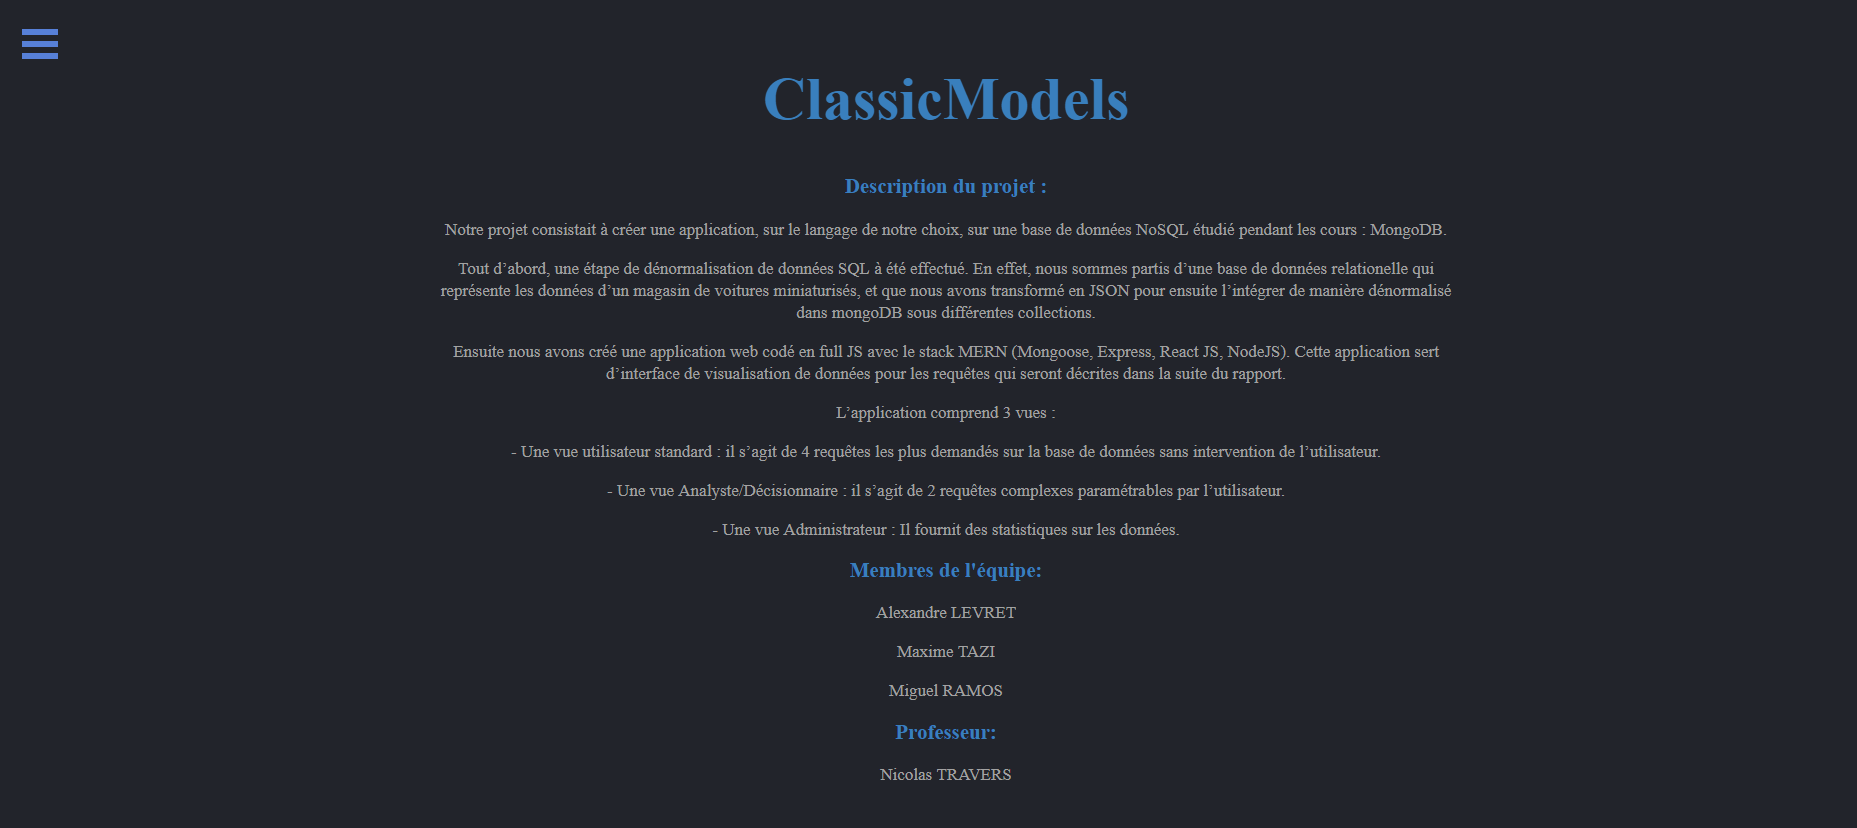 ClassicModels
Description du projet :
Notre projet consistait à créer une application, sur le langage de notre choix, sur une base de données NoSQL étudié pendant les cours : MongoDB.
Tout d’abord, une étape de dénormalisation de données SQL à été effectué. En effet, nous sommes partis d’une base de données relationelle qui
représente les données d’un magasin de voitures miniaturisés, et que nous avons transformé en JSON pour ensuite l’intégrer de manière dénormalisé
dans mongoDB sous différentes collections.
Ensuite nous avons créé une application web codé en full JS avec le stack MERN (Mongoose, Express, React JS, NodeJS). Cette application sert
d’interface de visualisation de données pour les requêtes qui seront décrites dans la suite du rapport.
L’application comprend 3 vues :
- Une vue utilisateur standard : il s’agit de 4 requêtes les plus demandés sur la base de données sans intervention de l’utilisateur.
- Une vue Analyste/Décisionnaire : il s’agit de 2 requêtes complexes paramétrables par l’utilisateur.
- Une vue Administrateur : Il fournit des statistiques sur les données.
Membres de l'équipe:
Alexandre LEVRET
Maxime TAZI
Miguel RAMOS
Professeur:
Nicolas TRAVERS